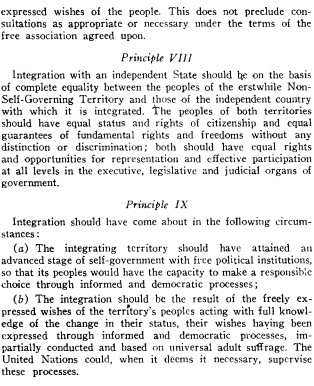 expressed wishes of the people. This does not preclude con-
sultations as appropriate or necessary under the terms of the
free association agreed upon.
Principle VIII
Integration with an independent State should be on the basis
of complete equality between the peoples of the erstwhile Non-
Self-Governing Territory and those of the independent country
with which it is integrated. The peoples of both territories
should have equal status and rights of citizenship and equal
guarantees of fundamental rights and freedoms without any
distinction or discrimination; both should have equal rights
and opportunities for representation and effective participation
at all levels in the executive, legislative and judicial organs of
government.
Principle IX
Integration should have come about in the following circum-
stances:
(a) The integrating territory should have attained an
advanced stage of self-government with free political institutions,
so that its peoples would have the capacity to make a responsible
choice through informed and democratic processes;
(b) The integration should be the result of the freely ex-
pressed wishes of the territory's peoples acting with full knowl-
edge of the change in their status, their wishes having been
expressed through informed and democratic processes, im-
partially conducted and based on universal adult suffrage. The
United Nations could, when it deems it necessary, supervise
these processes.